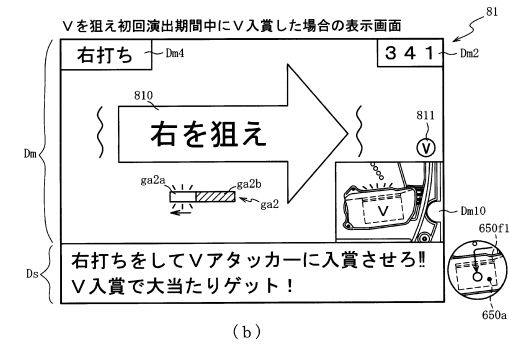 Vを狙え初回演出期間中にV入賞した場合の表示画面
81
右打ち
Dm4
341
Dm2
810
811
V
右を狙え
Dm
ga2a
ga2b
ga2
V
Dm10
650f1
Ds
右打ちをしてVアタッカーに入賞させろ!!
V入賞で大当たりゲット！
650a
(b)